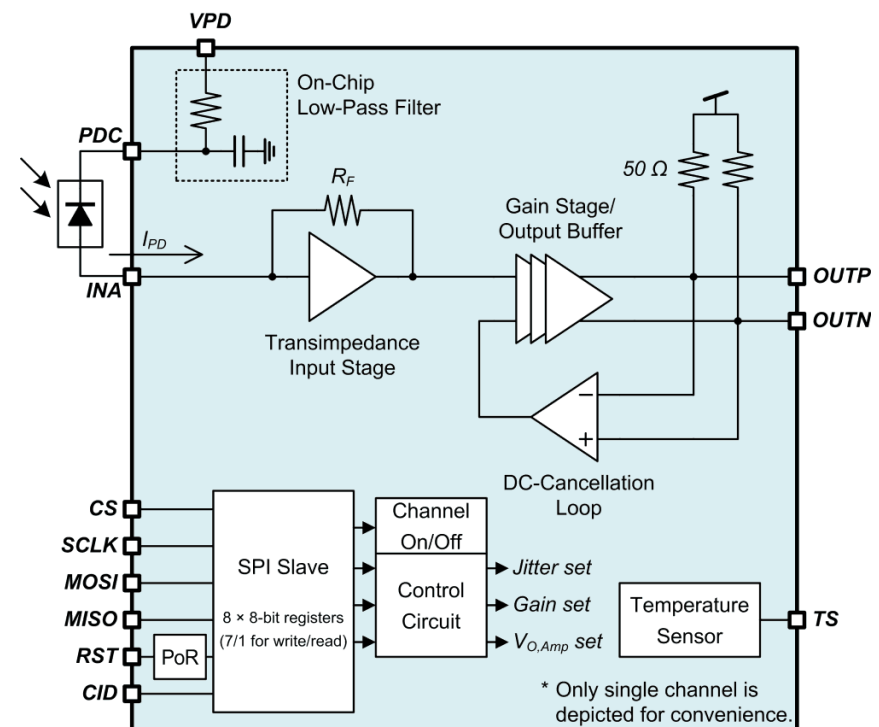 VPD
On-Chip
Low-Pass Filter
PDC
R_F
50 Ω
Gain Stage/
Output Buffer
I_PD
INA
OUTP
OUTN
Transimpedance
Input Stage
−
+
DC-Cancellation
Loop
CS
SCLK
MOSI
MISO
RST
CID
PoR
SPI Slave
8 × 8-bit registers
(7/1 for write/read)
Channel
On/Off
Control
Circuit
Jitter set
Gain set
V_O,Amp set
Temperature
Sensor
TS
* Only single channel is
depicted for convenience.